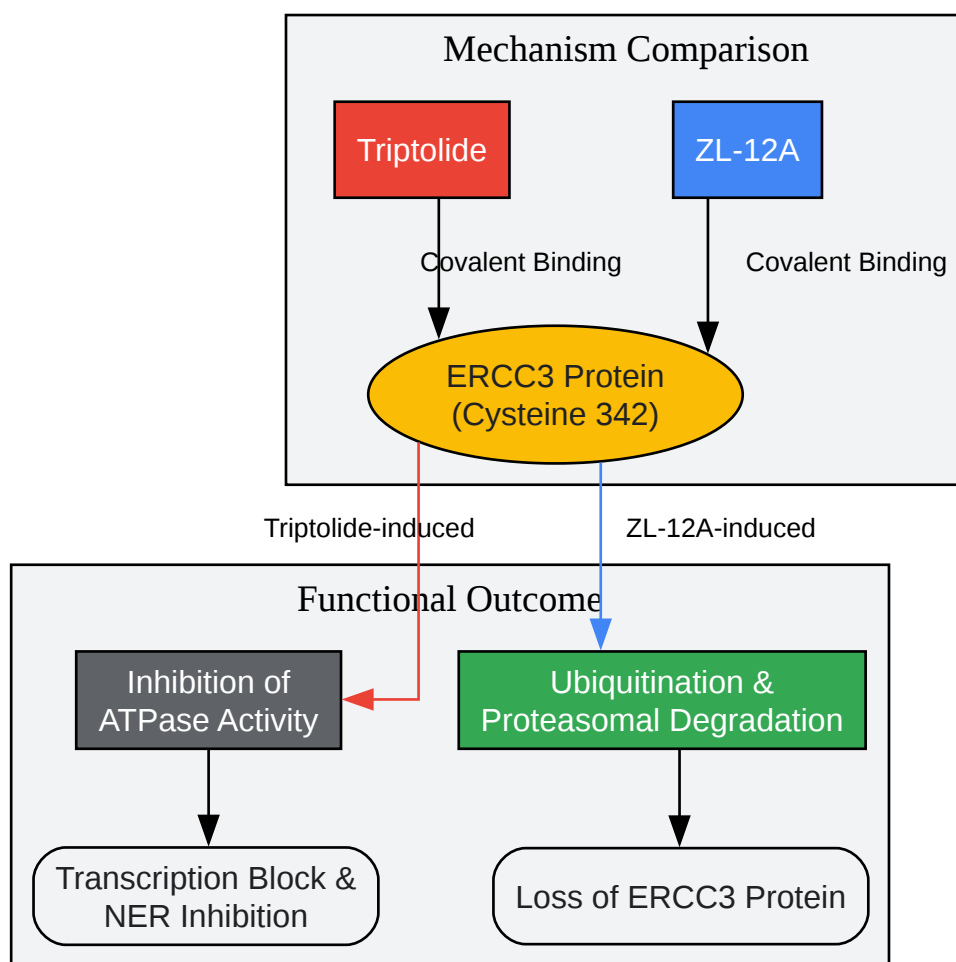 Mechanism Comparison
Triptolide
ZL-12A
Covalent Binding
Covalent Binding
ERCC3 Protein
(Cysteine 342)
Triptolide-induced
ZL-12A-induced
Functional Outcome
Inhibition of
ATPase Activity
Ubiquitination &
Proteasomal Degradation
Transcription Block &
NER Inhibition
Loss of ERCC3 Protein